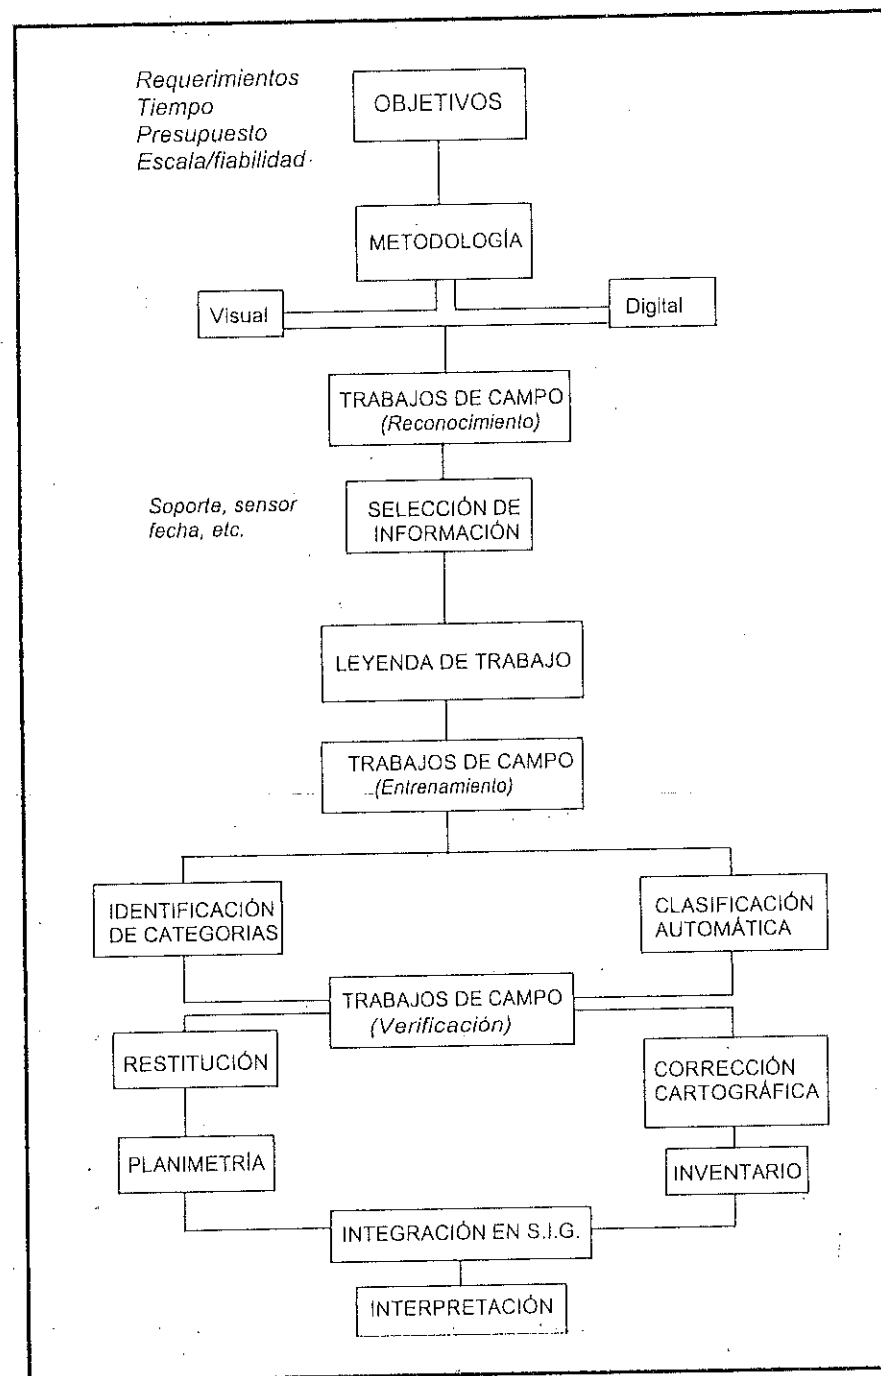 Requerimientos
Tiempo
Presupuesto
Escala/fiabilidad
OBJETIVOS
METODOLOGÍA
Visual
Digital
TRABAJOS DE CAMPO
(Reconocimiento)
Soporte, sensor
fecha, etc.
SELECCIÓN DE
INFORMACIÓN
LEYENDA DE TRABAJO
TRABAJOS DE CAMPO
(Entrenamiento)
IDENTIFICACIÓN
DE CATEGORIAS
CLASIFICACIÓN
AUTOMÁTICA
TRABAJOS DE CAMPO
(Verificación)
RESTITUCIÓN
CORRECCIÓN
CARTOGRÁFICA
PLANIMETRÍA
INVENTARIO
INTEGRACIÓN EN S.I.G.
INTERPRETACIÓN